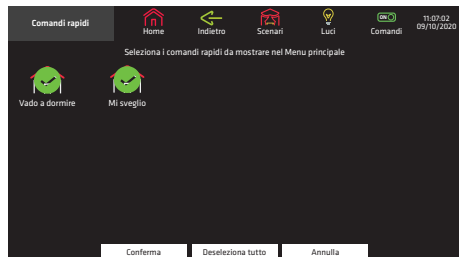 Comandi rapidi
Home
Indietro
Scenari
Luci
ON
Comandi
11:07:02
09/10/2020
Seleziona i comandi rapidi da mostrare nel Menu principale
Vado a dormire
Mi sveglio
Conferma
Deseleziona tutto
Annulla